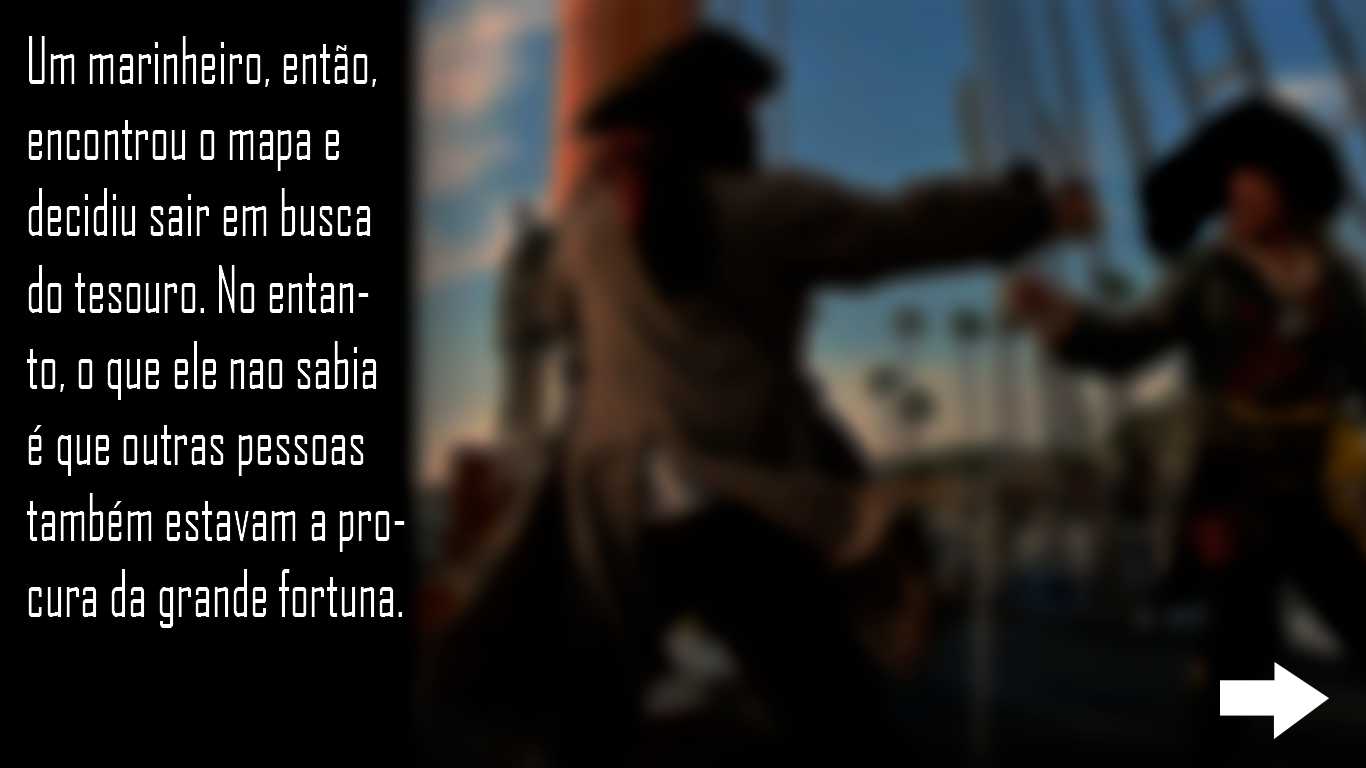 Um marinheiro, então,
encontrou o mapa e
decidiu sair em busca
do tesouro. No entan-
to, o que ele nao sabia
é que outras pessoas
também estavam a pro-
cura da grande fortuna.